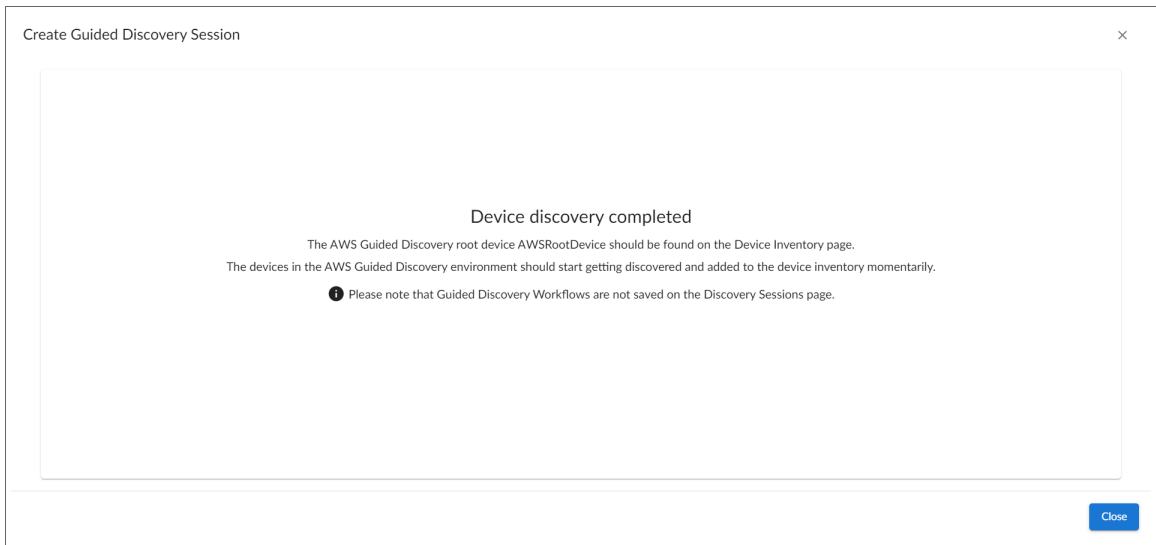 Create Guided Discovery Session
Device discovery completed
The AWS Guided Discovery root device AWSRootDevice should be found on the Device Inventory page.
The devices in the AWS Guided Discovery environment should start getting discovered and added to the device inventory momentarily.
Please note that Guided Discovery Workflows are not saved on the Discovery Sessions page.
Close